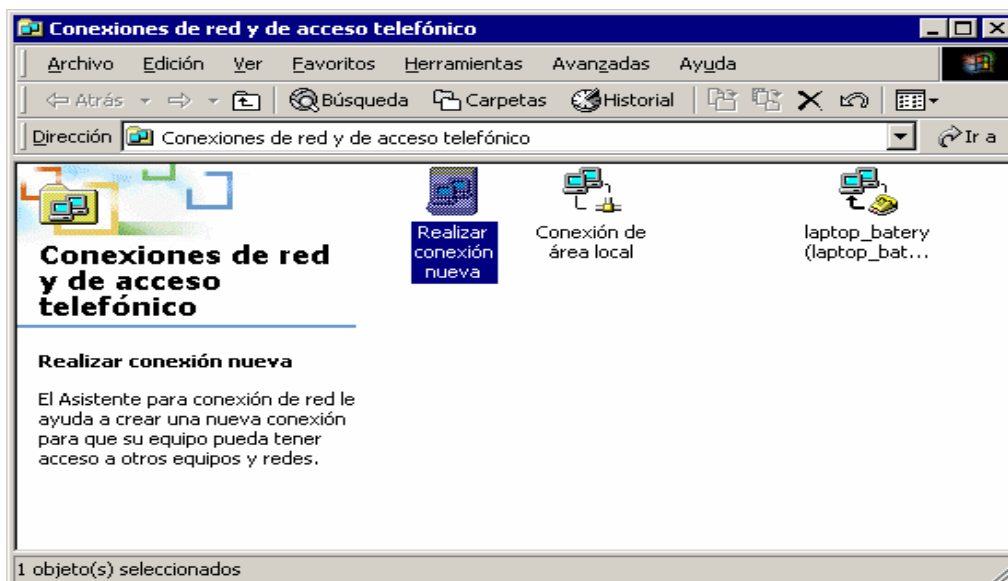 Conexiones de red y de acceso telefónico
Archivo Edición Ver Favoritos Herramientas Avanzadas Ayuda
Atrás Búsqueda Carpetas Historial
Dirección Conexiones de red y de acceso telefónico Ir a
Conexiones de red
y de acceso
telefónico
Realizar conexión nueva
El Asistente para conexión de red le
ayuda a crear una nueva conexión
para que su equipo pueda tener
acceso a otros equipos y redes.
Realizar
conexión
nueva
Conexión de
área local
laptop_batery
(laptop_bat...
1 objeto(s) seleccionados